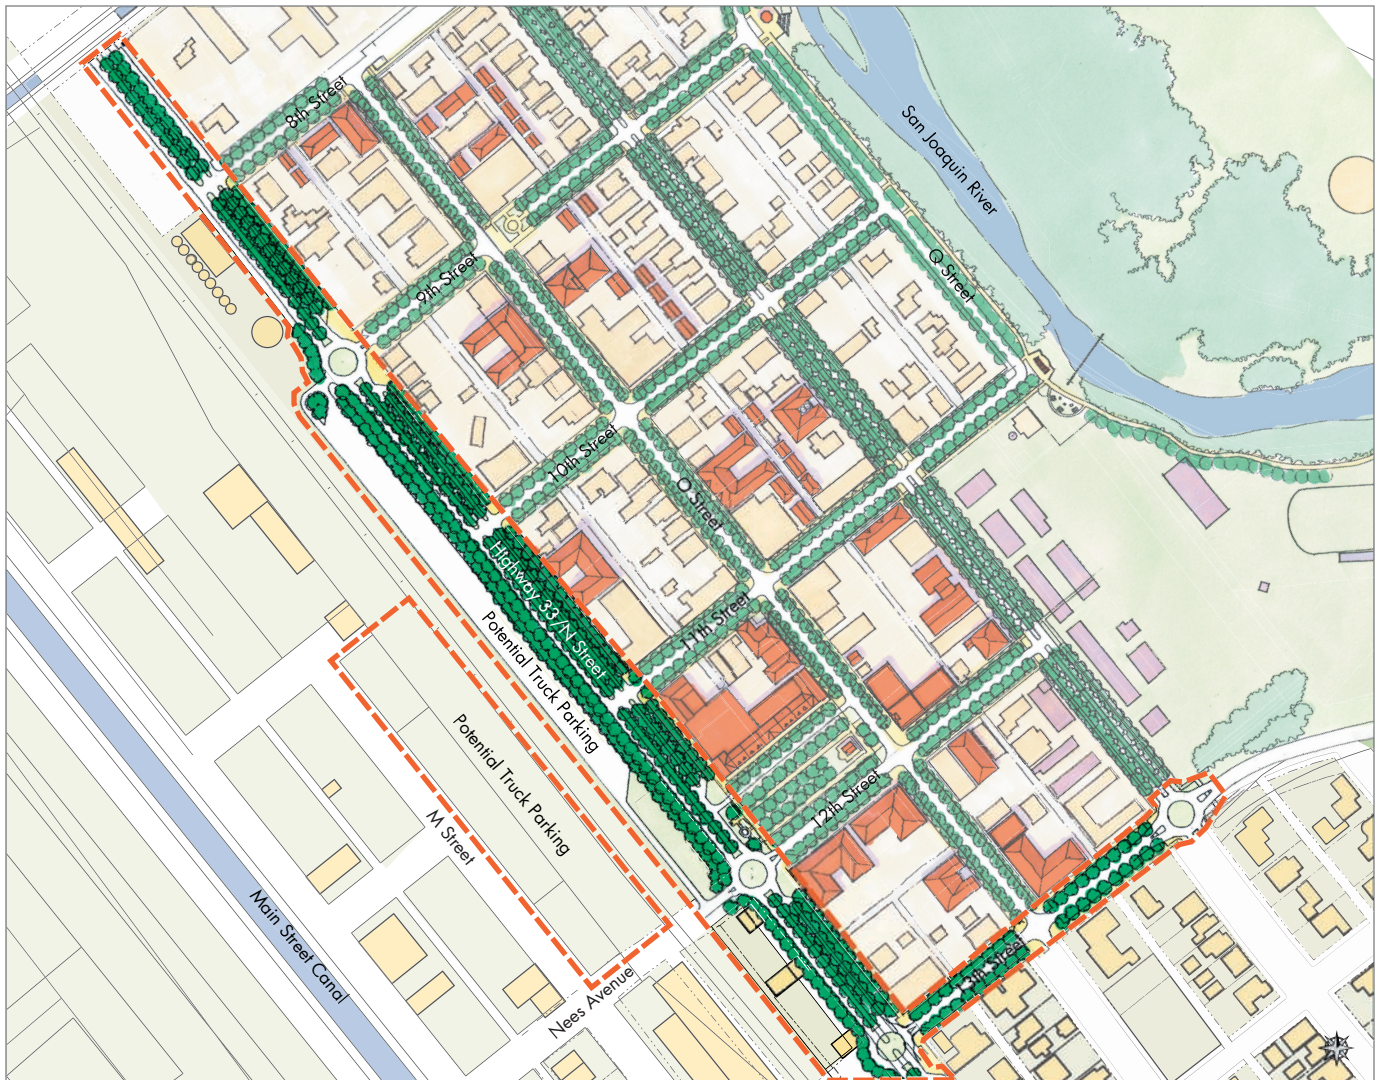 8th Street
San Joaquin River
9th Street
Q Street
10th Street
O Street
Highway 33/N Street
11th Street
Potential Truck Parking
Potential Truck Parking
12th Street
M Street
Main Street Canal
13th Street
Nees Avenue